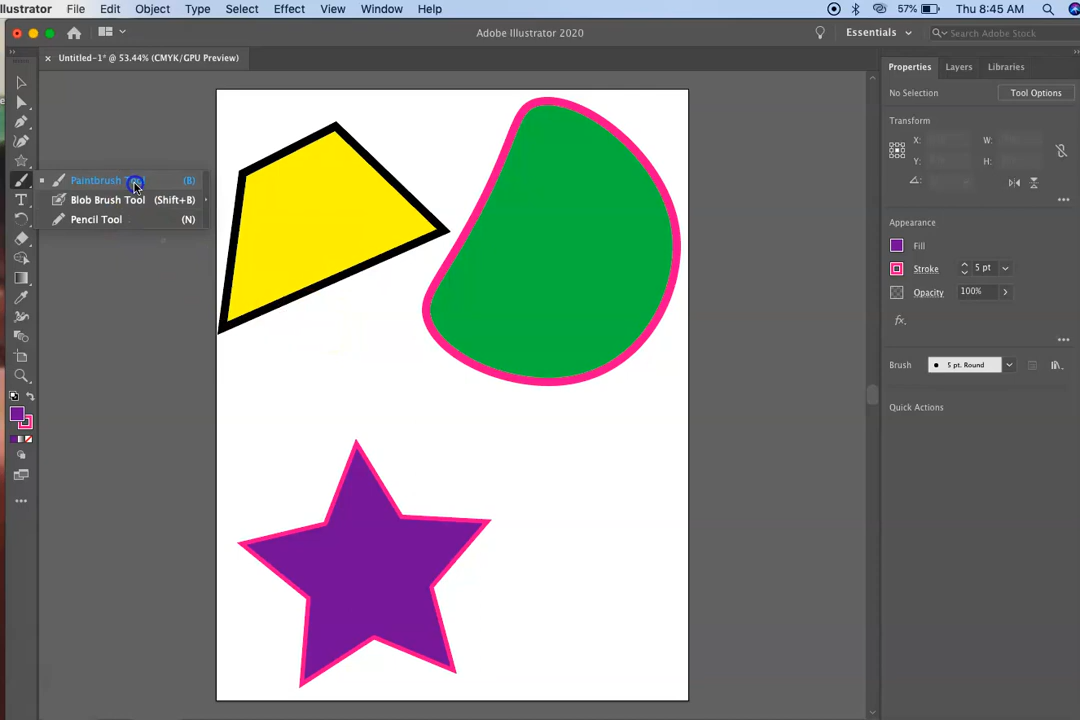 Illustrator File Edit Object Type Select Effect View Window Help 57% Thu 8:45 AM
Adobe Illustrator 2020 Essentials Search Adobe Stock
× Untitled-1* @ 53.44% (CMYK/GPU Preview)
Properties Layers Libraries
No Selection Tool Options
Transform
X: W:
Y: H:
Paintbrush Tool (B)
Blob Brush Tool (Shift+B)
Pencil Tool (N)
Appearance
Fill
Stroke 5 pt
Opacity 100%
fx.
Brush 5 pt. Round
Quick Actions